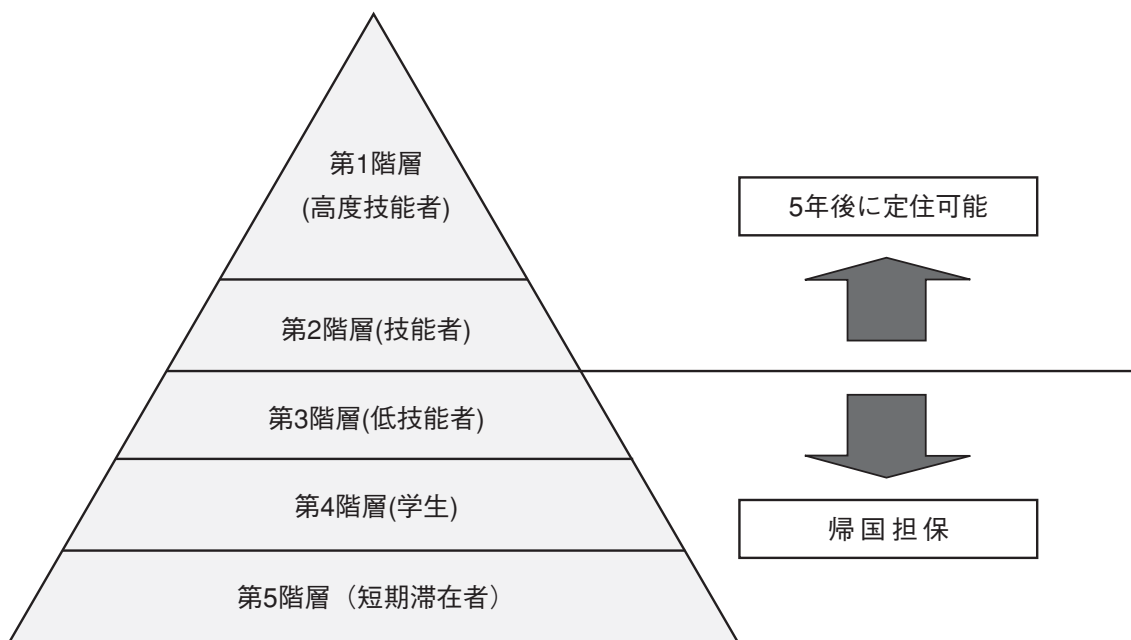 第1階層
(高度技能者)
5年後に定住可能
第2階層(技能者)
第3階層(低技能者)
第4階層(学生)
帰国担保
第5階層（短期滞在者）